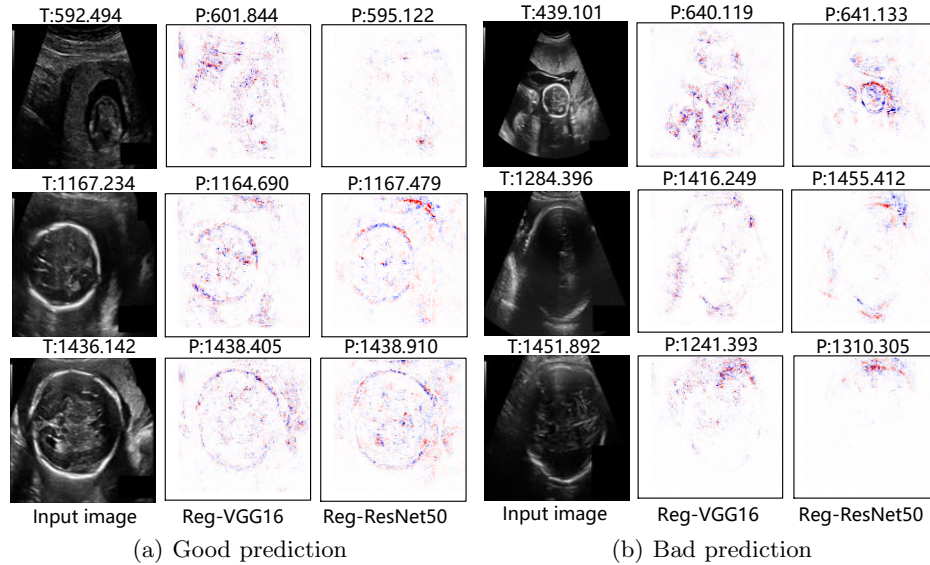 T:592.494 P:601.844 P:595.122 T:439.101 P:640.119 P:641.133
T:1167.234 P:1164.690 P:1167.479 T:1284.396 P:1416.249 P:1455.412
T:1436.142 P:1438.405 P:1438.910 T:1451.892 P:1241.393 P:1310.305
Input image Reg-VGG16 Reg-ResNet50 Input image Reg-VGG16 Reg-ResNet50
(a) Good prediction (b) Bad prediction